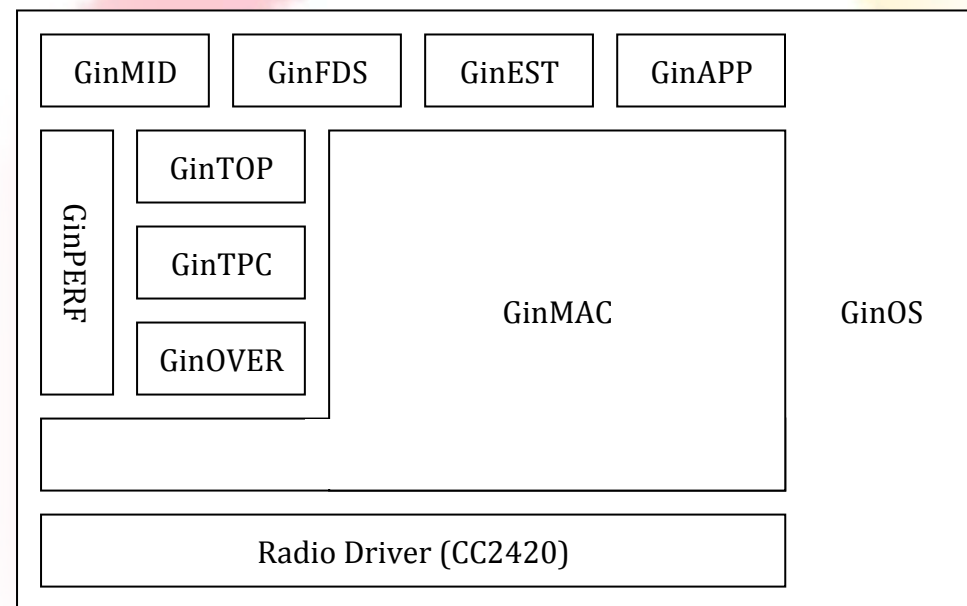 GinMID
GinFDS
GinEST
GinAPP
GinPERF
GinTOP
GinTPC
GinOVER
GinMAC
GinOS
Radio Driver (CC2420)